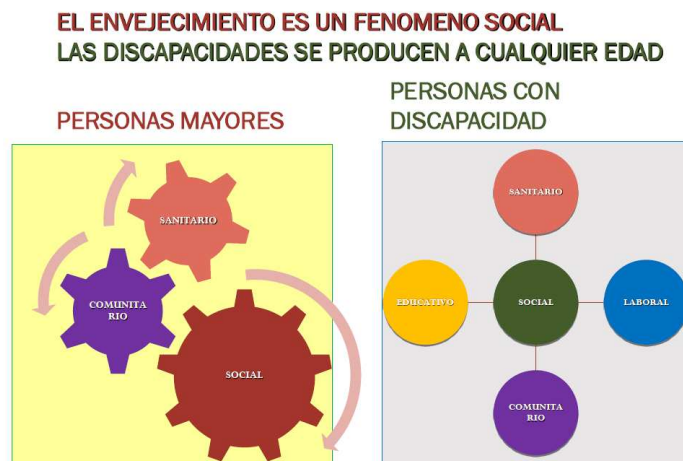 EL ENVEJECIMIENTO ES UN FENOMENO SOCIAL
LAS DISCAPACIDADES SE PRODUCEN A CUALQUIER EDAD
PERSONAS MAYORES
SANITARIO
COMUNITA
RIO
SOCIAL
PERSONAS CON
DISCAPACIDAD
SANITARIO
EDUCATIVO
SOCIAL
LABORAL
COMUNITA
RIO